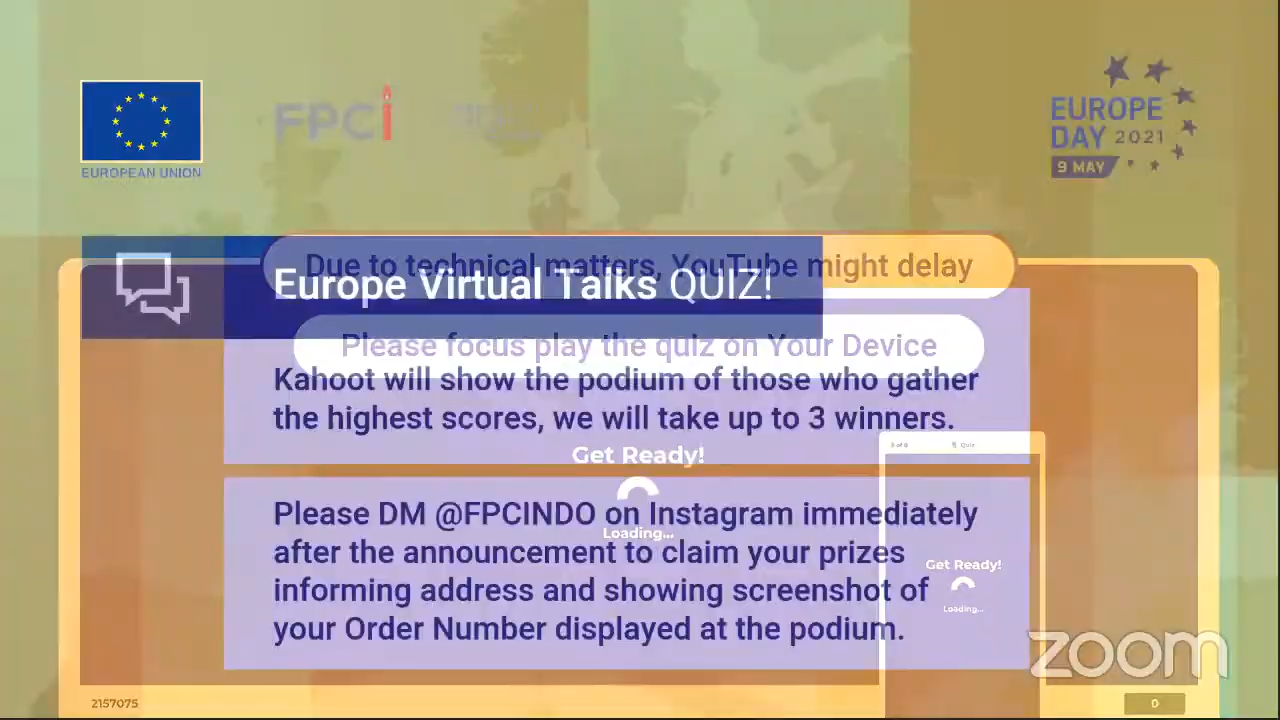 EUROPEAN UNION
FPCi
EUROPE
DAY 2021
9 MAY
Due to technical matters, YouTube might delay
Europe Virtual Talks QUIZ!
Please focus play the quiz on Your Device
Kahoot will show the podium of those who gather
the highest scores, we will take up to 3 winners.
Get Ready!
Loading...
Quiz
Please DM @FPCINDO on Instagram immediately
after the announcement to claim your prizes
informing address and showing screenshot of
your Order Number displayed at the podium.
Get Ready!
Loading...
zoom
2157075
0